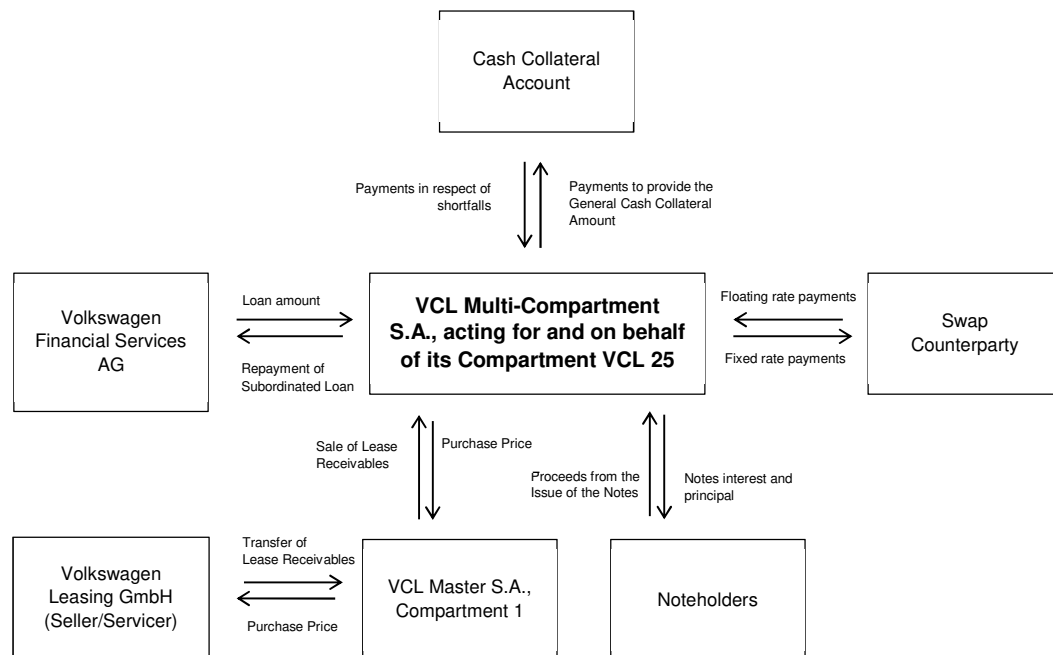 Cash Collateral
Account
Payments in respect of
shortfalls
Payments to provide the
General Cash Collateral
Amount
Volkswagen
Financial Services
AG
Loan amount
Repayment of
Subordinated Loan
VCL Multi-Compartment
S.A., acting for and on behalf
of its Compartment VCL 25
Floating rate payments
Fixed rate payments
Swap
Counterparty
Sale of Lease
Receivables
Purchase Price
Proceeds from the
Issue of the Notes
Notes interest and
principal
Volkswagen
Leasing GmbH
(Seller/Servicer)
Transfer of
Lease Receivables
Purchase Price
VCL Master S.A.,
Compartment 1
Noteholders